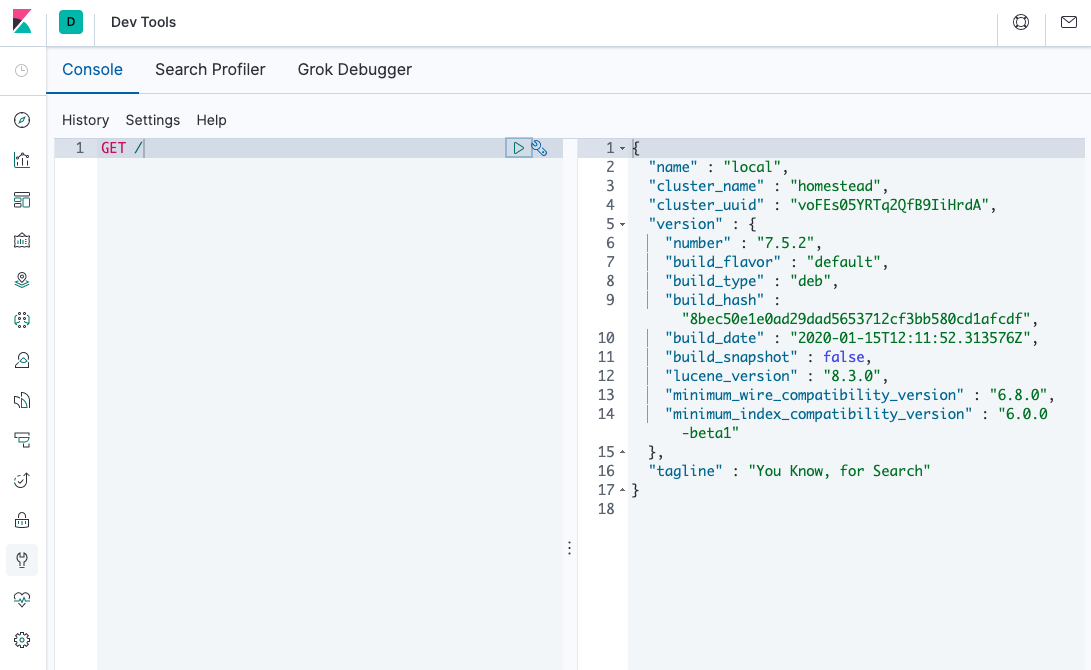 D Dev Tools
Console Search Profiler Grok Debugger
History Settings Help
1 GET /
1 {
2 "name" : "local",
3 "cluster_name" : "homestead",
4 "cluster_uuid" : "voFEs05YRTq2QfB9IiHrdA",
5 "version" : {
6 "number" : "7.5.2",
7 "build_flavor" : "default",
8 "build_type" : "deb",
9 "build_hash" :
"8bec50e1e0ad29dad5653712cf3bb580cd1afcdf",
10 "build_date" : "2020-01-15T12:11:52.313576Z",
11 "build_snapshot" : false,
12 "lucene_version" : "8.3.0",
13 "minimum_wire_compatibility_version" : "6.8.0",
14 "minimum_index_compatibility_version" : "6.0.0
-beta1"
15 },
16 "tagline" : "You Know, for Search"
17 }
18